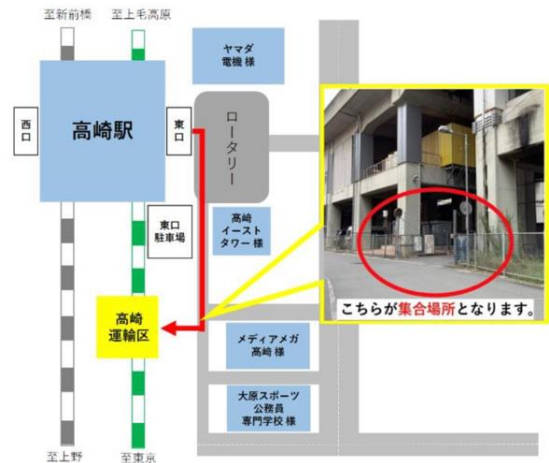 至新前橋
至上毛高原
ヤマダ
電機 様
西口
高崎駅
東口
ロータリー
東口
駐車場
高崎
イースト
タワー 様
こちらが集合場所となります。
高崎
運輸区
メディアメガ
高崎 様
大原スポーツ
公務員
専門学校 様
至上野
至東京